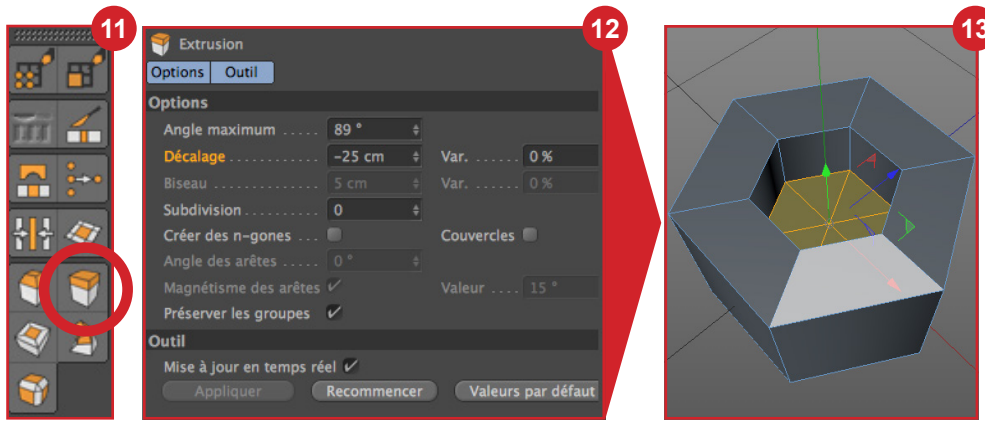 11
12
13
Extrusion
Options Outil
Options
Angle maximum ..... 89 °
Décalage ........... -25 cm Var. ...... 0 %
Biseau ............. 5 cm Var. ...... 0 %
Subdivision ......... 0
Créer des n-gones ... Couvercles
Angle des arêtes ..... 0 °
Magnétisme des arêtes Valeur .... 15 °
Préserver les groupes
Outil
Mise à jour en temps réel
Appliquer Recommencer Valeurs par défaut